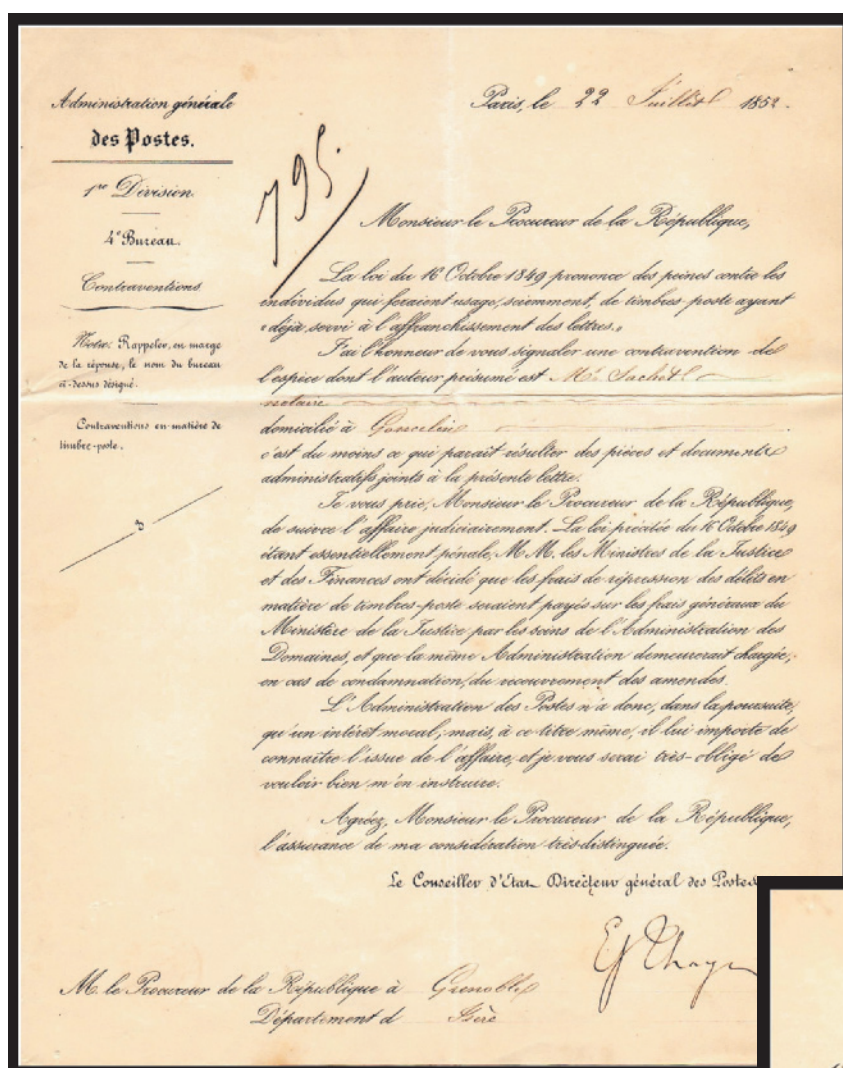 Administration générale
des Postes.
1re Division.
4e Bureau.
Contraventions
Nota: Rappeler, en marge
de la réponse, le nom du bureau
ci-dessus désigné.
Contraventions en matière de
timbre-poste.
3
Paris, le 22 Juillet 1852.
795.
Monsieur le Procureur de la République,
La loi du 16 Octobre 1849 prononce des peines contre les
individus qui feraient usage, sciemment, de timbres-poste ayant
"déjà servi à l'affranchissement des lettres."
J'ai l'honneur de vous signaler une contravention de
l'espèce dont l'auteur présumé est Mr. Sachet
notaire
domicilié à Goncelin
c'est du moins ce qui paraît résulter des pièces et documents
administratifs joints à la présente lettre.
Je vous prie, Monsieur le Procureur de la République,
de suivre l'affaire judiciairement. La loi précitée du 16 Octobre 1849
étant essentiellement pénale, M.M. les Ministres de la Justice
et des Finances ont décidé que les frais de répression des délits en
matière de timbres-poste seraient payés sur les frais généraux du
Ministère de la Justice par les soins de l'Administration des
Domaines, et que la même Administration demeurerait chargée,
en cas de condamnation, du recouvrement des amendes.
L'Administration des Postes n'a donc, dans la poursuite,
qu'un intérêt moral; mais, à ce titre même, il lui importe de
connaître l'issue de l'affaire, et je vous serai très-obligé de
vouloir bien m'en instruire.
Agréez, Monsieur le Procureur de la République,
l'assurance de ma considération très-distinguée.
Le Conseiller d'Etat Directeur général des Postes
M. le Procureur de la République à Grenoble
Département d Isère